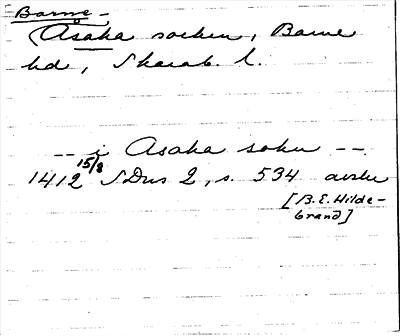 Barne-
(Åsaka socken, Barne
hd, Skarab. l.
-- i Asaka sokn --
1412 15/8 SDns 2, s. 534 avskr
[B.E. Hilde-
brand]